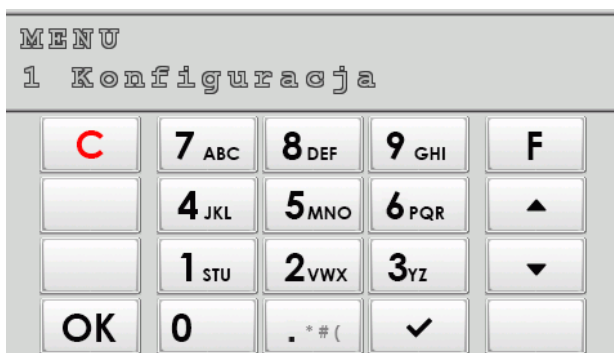 MENU
1 Konfiguracja
C 7 ABC 8 DEF 9 GHI F
4 JKL 5 MNO 6 PQR
1 STU 2 VWX 3 YZ
OK 0 . * # (